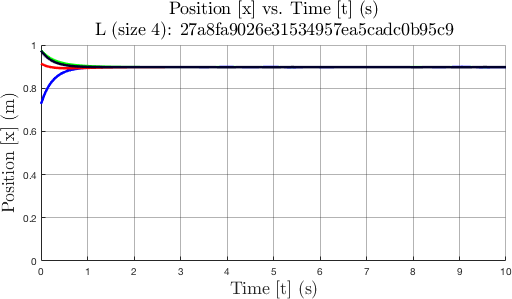 Position [x] vs. Time [t] (s)
L (size 4): 27a8fa9026e31534957ea5cadc0b95c9
Position [x] (m)
1
0.8
0.6
0.4
0.2
0
0 1 2 3 4 5 6 7 8 9 10
Time [t] (s)